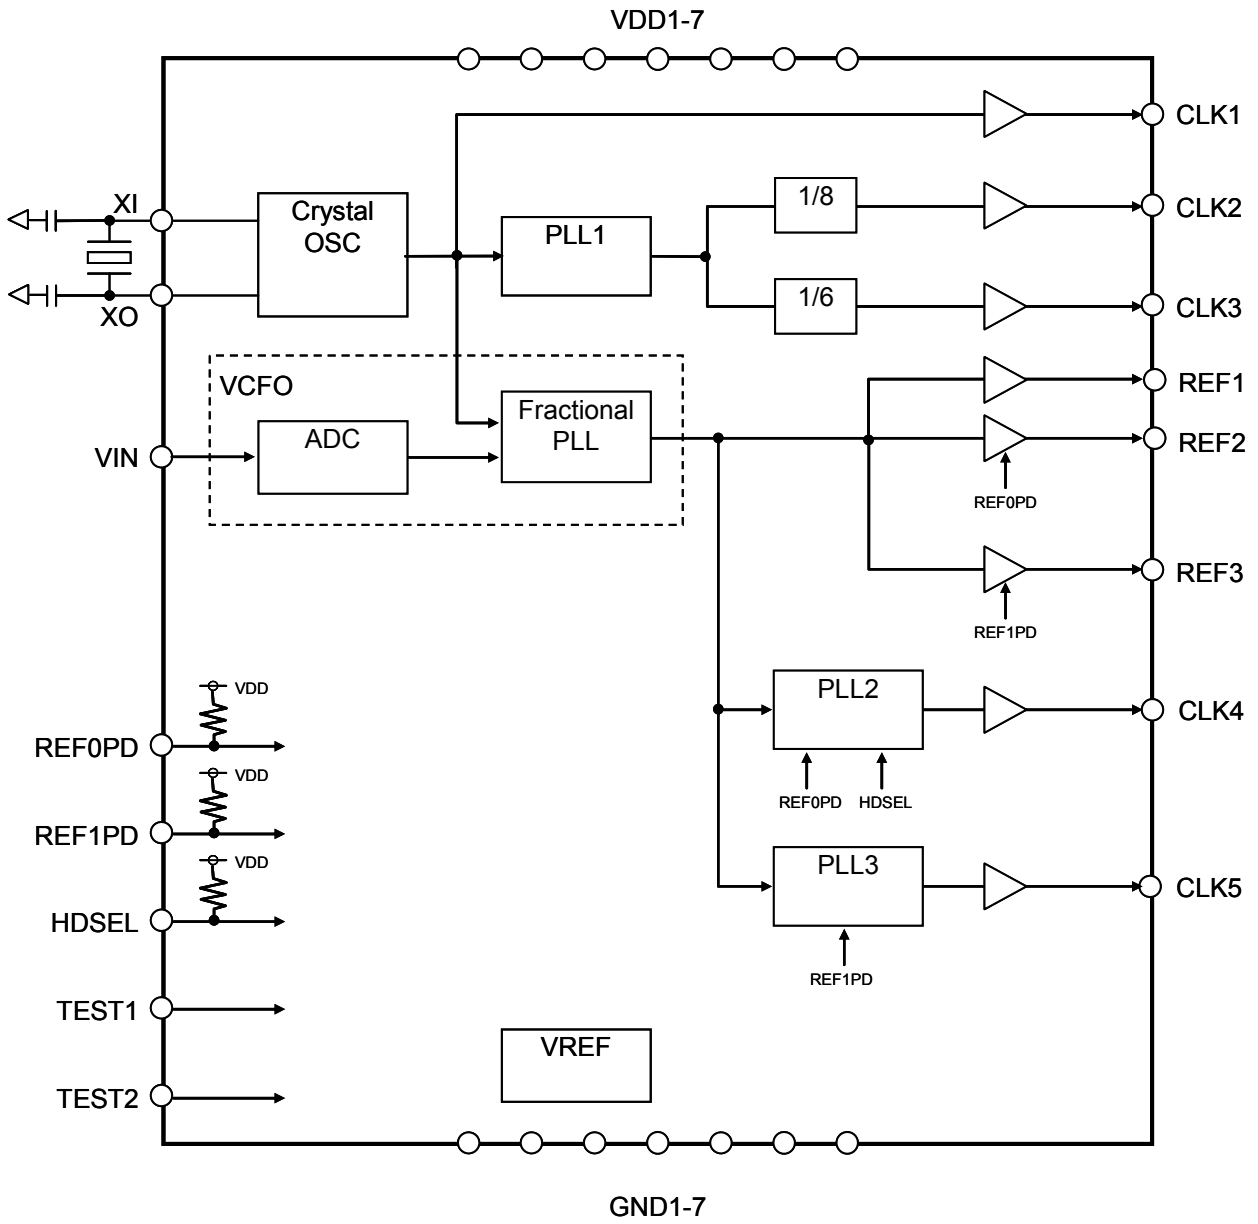 VDD1-7
CLK1
XI
Crystal
OSC
PLL1
1/8
CLK2
1/6
CLK3
XO
VCFO
REF1
ADC
Fractional
PLL
VIN
REF2
REF0PD
REF3
REF1PD
VDD
PLL2
CLK4
REF0PD
VDD
REF0PD
HDSEL
REF1PD
VDD
PLL3
CLK5
HDSEL
REF1PD
TEST1
VREF
TEST2
GND1-7